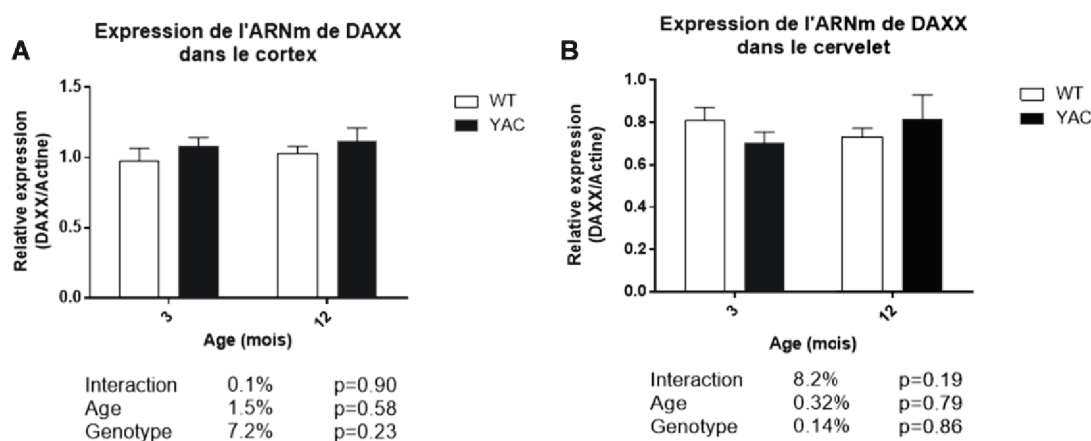 A
Expression de l'ARNm de DAXX
dans le cortex
Relative expression
(DAXX/Actine)
1.5
1.0
0.5
0.0
WT
YAC
3
12
Age (mois)
Interaction 0.1% p=0.90
Age 1.5% p=0.58
Genotype 7.2% p=0.23
B
Expression de l'ARNm de DAXX
dans le cervelet
Relative expression
(DAXX/Actine)
1.0
0.8
0.6
0.4
0.2
0.0
WT
YAC
3
12
Age (mois)
Interaction 8.2% p=0.19
Age 0.32% p=0.79
Genotype 0.14% p=0.86